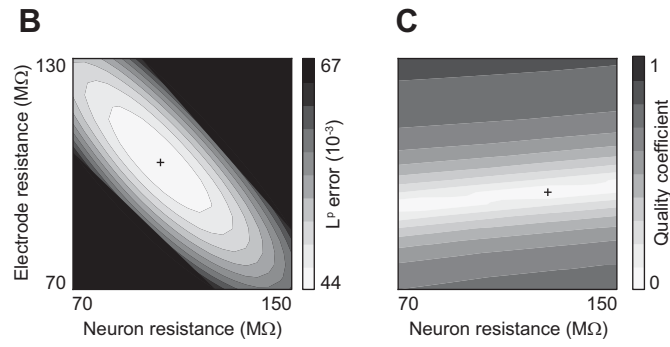 B
130
70
Electrode resistance (MΩ)
70
150
Neuron resistance (MΩ)
67
44
Lᵖ error (10⁻³)
C
70
150
Neuron resistance (MΩ)
1
0
Quality coefficient